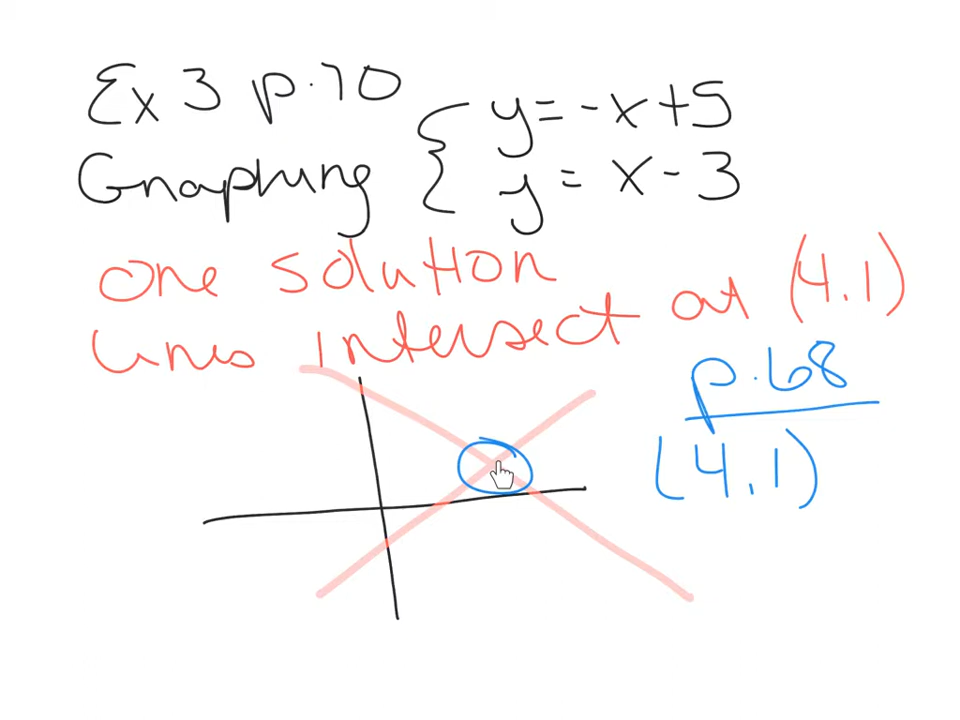 Ex 3 p.70
Graphing { y = -x + 5
y = x - 3
one solution
lines intersect at (4,1)
p.68
(4,1)